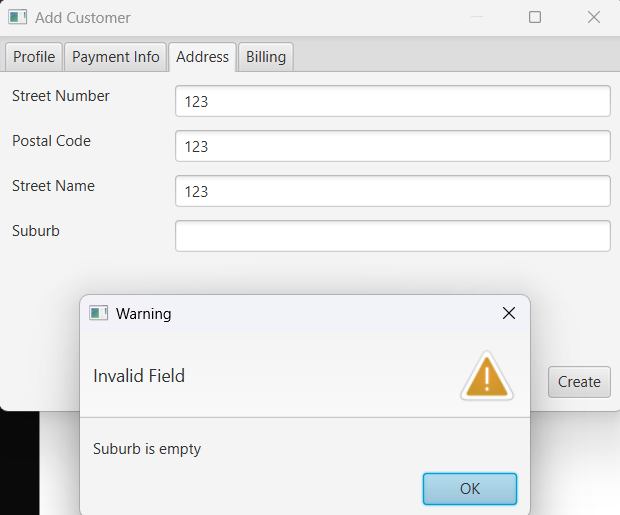 Add Customer
Profile Payment Info Address Billing
Street Number 123
Postal Code 123
Street Name 123
Suburb
Warning
Invalid Field
Create
Suburb is empty
OK